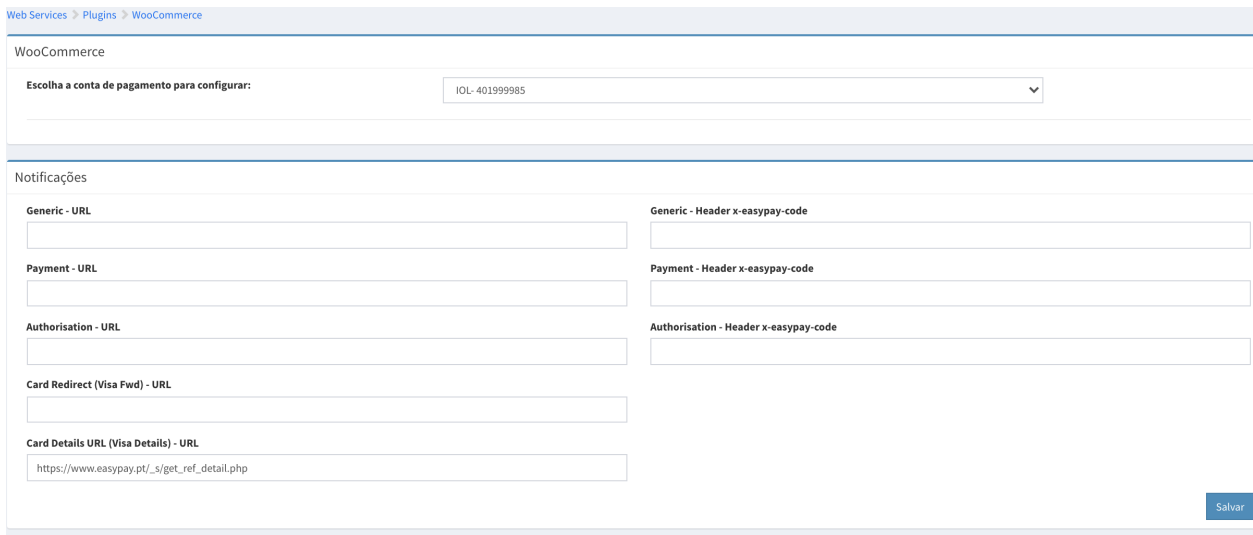 Web Services > Plugins > WooCommerce
WooCommerce
Escolha a conta de pagamento para configurar:
IOL- 401999985
Notificações
Generic - URL
Generic - Header x-easypay-code
Payment - URL
Payment - Header x-easypay-code
Authorisation - URL
Authorisation - Header x-easypay-code
Card Redirect (Visa Fwd) - URL
Card Details URL (Visa Details) - URL
https://www.easypay.pt/_s/get_ref_detail.php
Salvar